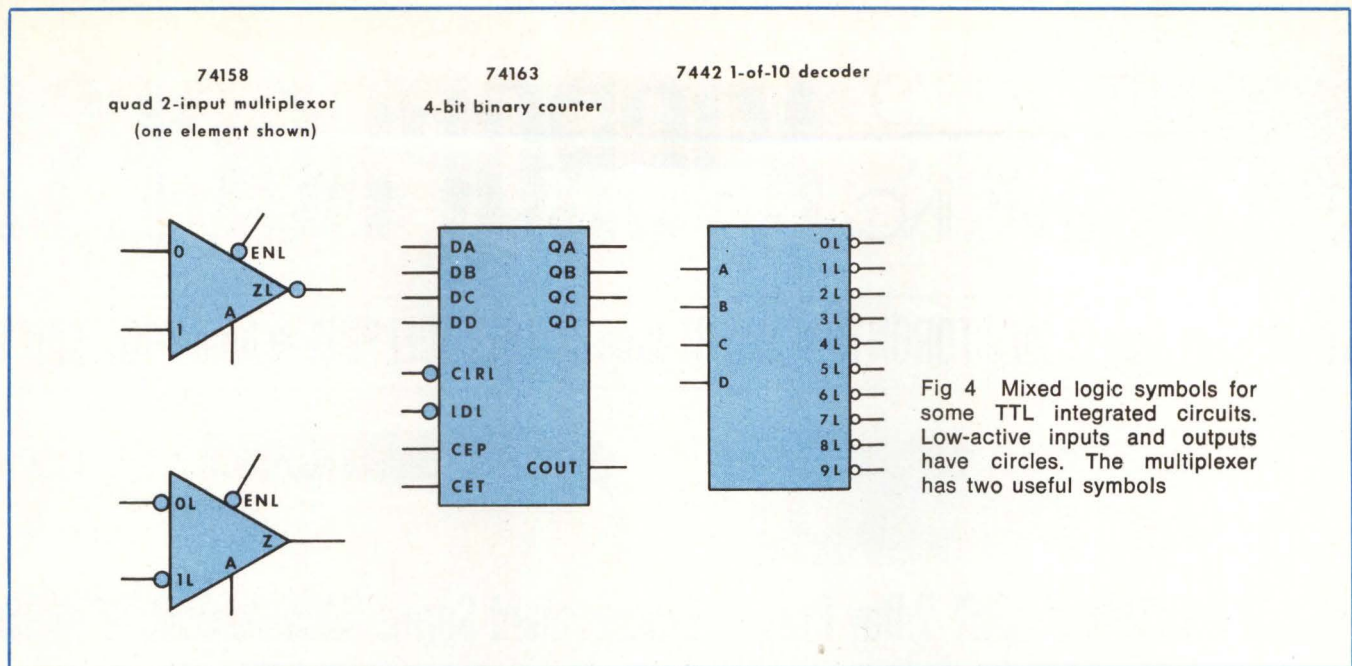 74158
quad 2-input multiplexor
(one element shown)
0
ENL
ZL
A
1
0L
ENL
Z
A
1L
74163
4-bit binary counter
DA QA
DB QB
DC QC
DD QD
CLRL
LDL
CEP
COUT
CET
7442 1-of-10 decoder
0L
A 1L
2L
B 3L
4L
C 5L
6L
D 7L
8L
9L
Fig 4 Mixed logic symbols for
some TTL integrated circuits.
Low-active inputs and outputs
have circles. The multiplexer
has two useful symbols